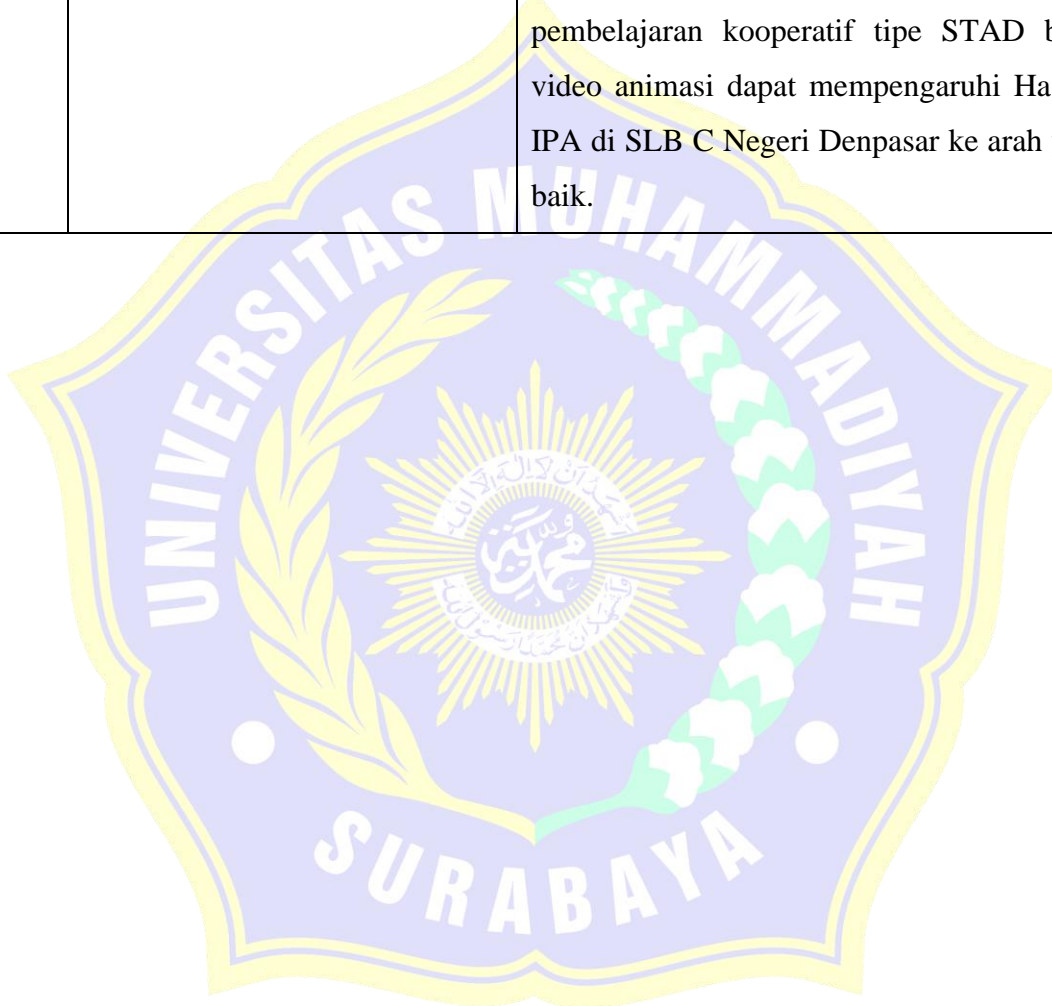 pembelajaran kooperatif tipe STAD b
video animasi dapat mempengaruhi Ha
IPA di SLB C Negeri Denpasar ke arah
baik.
UNIVERSITAS MUHAMMADIYAH
محمد
SURABAYA